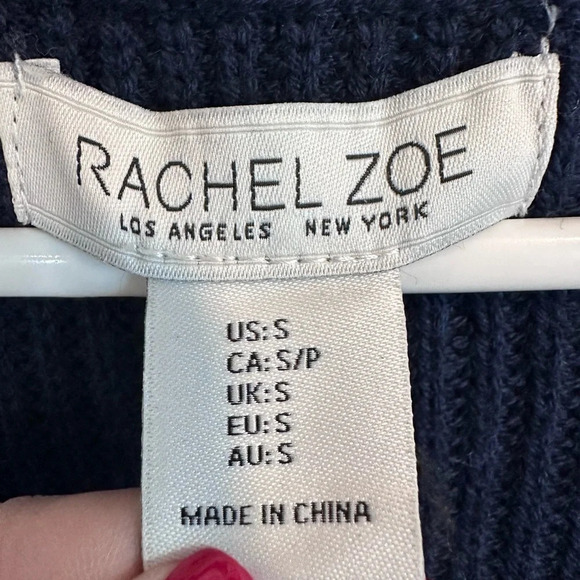 RACHEL ZOE
LOS ANGELES NEW YORK
US: S
CA: S/P
UK: S
EU: S
AU: S
MADE IN CHINA